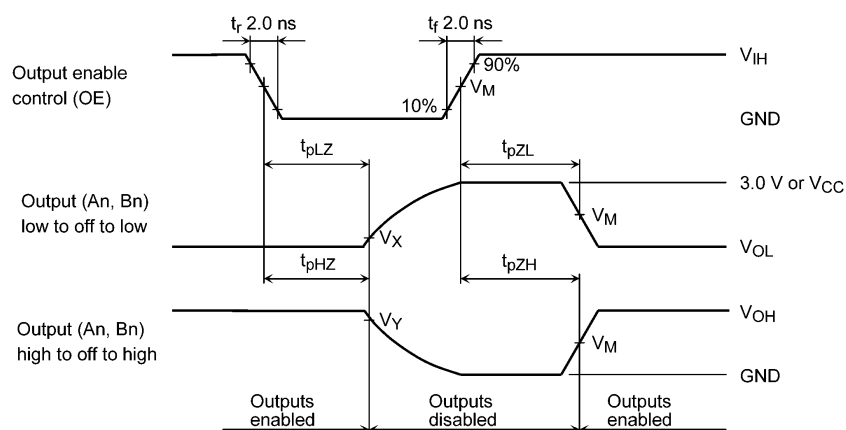 tr 2.0 ns
tf 2.0 ns
Output enable
control (OE)
90%
VM
10%
VIH
GND
tpLZ
tpZL
Output (An, Bn)
low to off to low
3.0 V or VCC
VM
VX
VOL
tpHZ
tpZH
Output (An, Bn)
high to off to high
VY
VOH
VM
GND
Outputs
enabled
Outputs
disabled
Outputs
enabled